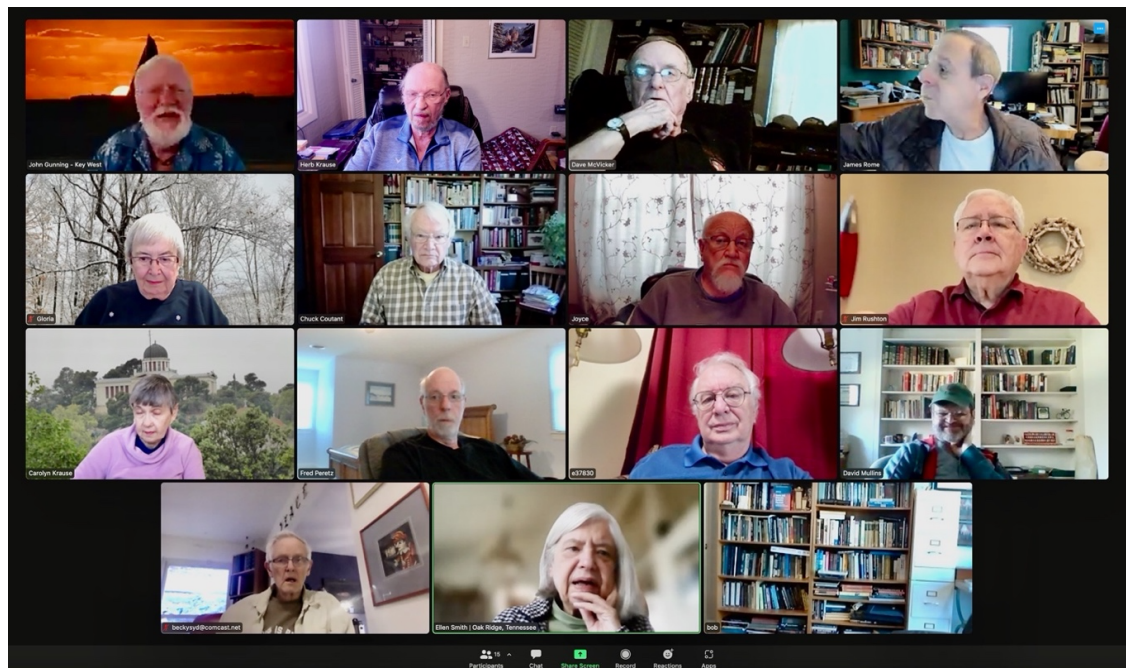 John Gunning - Key West
Herb Krause
Dave McVicker
James Rome
Gloria
Chuck Coutant
Joyce
Jim Rushton
Carolyn Krause
Fred Peretz
e37830
David Mullins
PEACE
beckysyd@comcast.net
Ellen Smith | Oak Ridge, Tennessee
bob
15
Participants
Chat
Share Screen
Record
Reactions
Apps